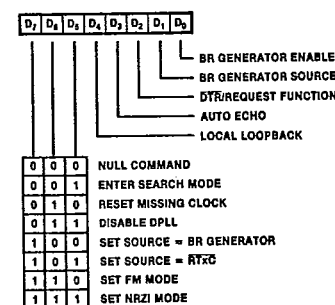 D7 D6 D5 D4 D3 D2 D1 D0
BR GENERATOR ENABLE
BR GENERATOR SOURCE
D̅T̅R̅/REQUEST FUNCTION
AUTO ECHO
LOCAL LOOPBACK
0 0 0 NULL COMMAND
0 0 1 ENTER SEARCH MODE
0 1 0 RESET MISSING CLOCK
0 1 1 DISABLE DPLL
1 0 0 SET SOURCE = BR GENERATOR
1 0 1 SET SOURCE = R̅T̅x̅C̅
1 1 0 SET FM MODE
1 1 1 SET NRZI MODE